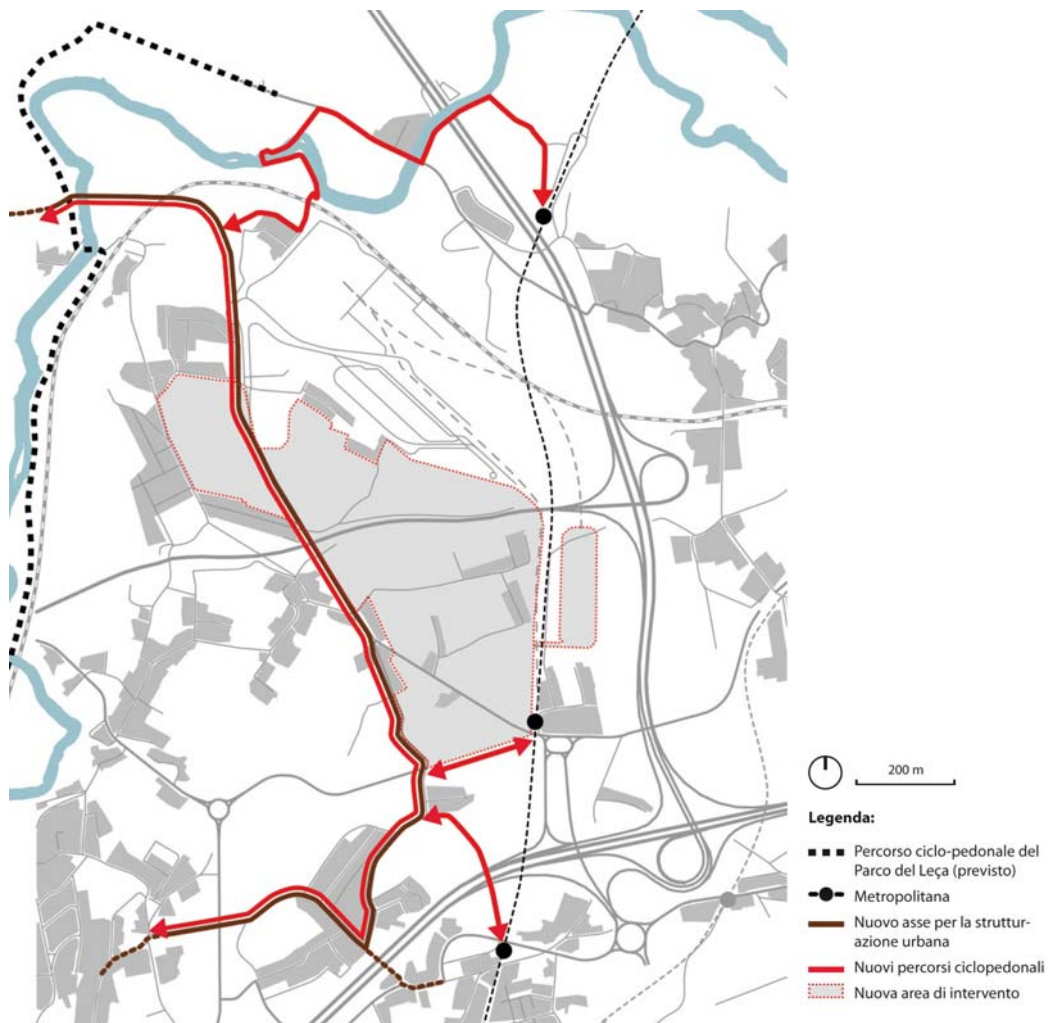 200 m
Legenda:
Percorso ciclo-pedonale del
Parco del Leça (previsto)
Metropolitana
Nuovo asse per la struttur-
azione urbana
Nuovi percorsi ciclopedonali
Nuova area di intervento